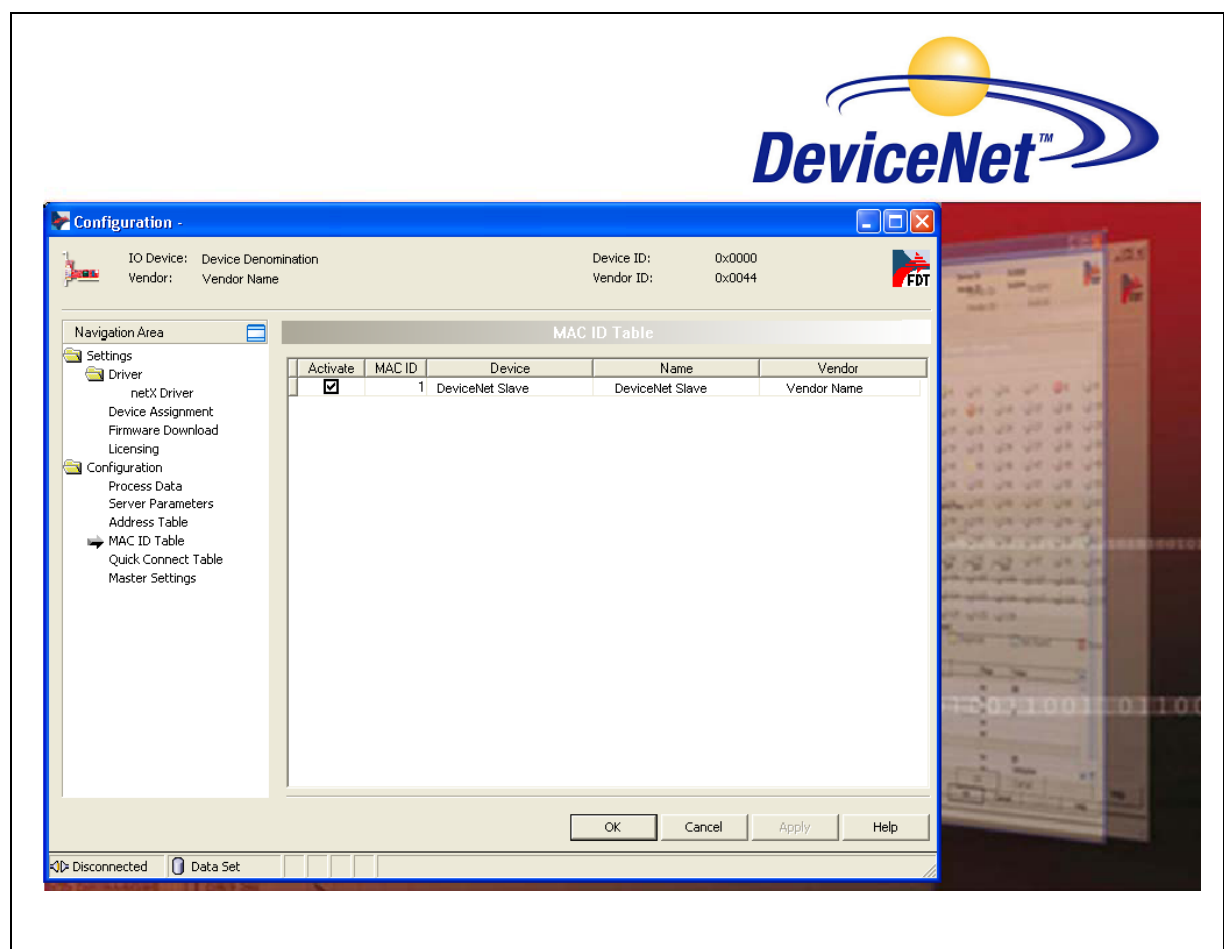 DeviceNet™
Configuration -
IO Device: Device Denomination Device ID: 0x0000
Vendor: Vendor Name Vendor ID: 0x0044
FDT
Navigation Area
MAC ID Table
Settings
Driver
netX Driver
Device Assignment
Firmware Download
Licensing
Configuration
Process Data
Server Parameters
Address Table
MAC ID Table
Quick Connect Table
Master Settings
Activate MAC ID Device Name Vendor
1 DeviceNet Slave DeviceNet Slave Vendor Name
OK Cancel Apply Help
Disconnected Data Set